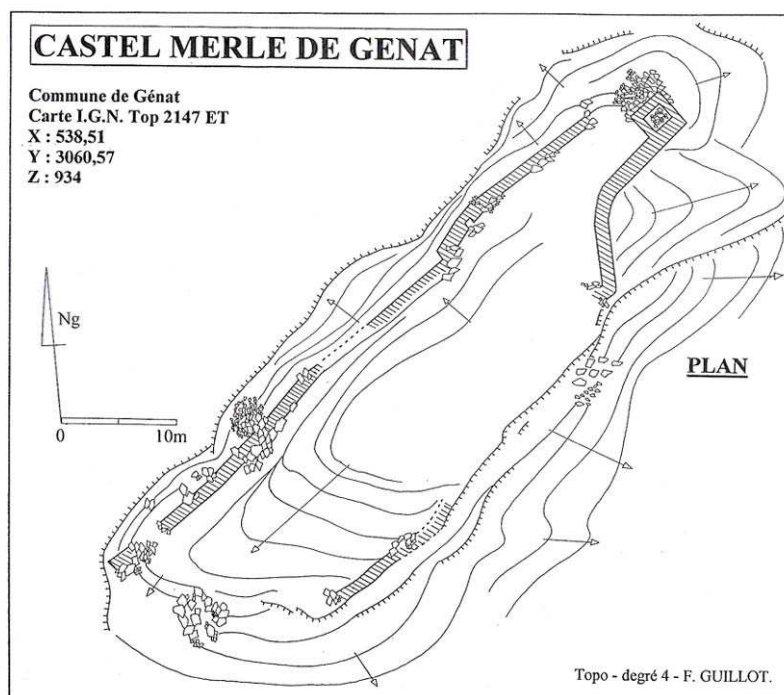 CASTEL MERLE DE GENAT
Commune de Génat
Carte I.G.N. Top 2147 ET
X : 538,51
Y : 3060,57
Z : 934
Ng
0 10m
PLAN
Topo - degré 4 - F. GUILLOT.